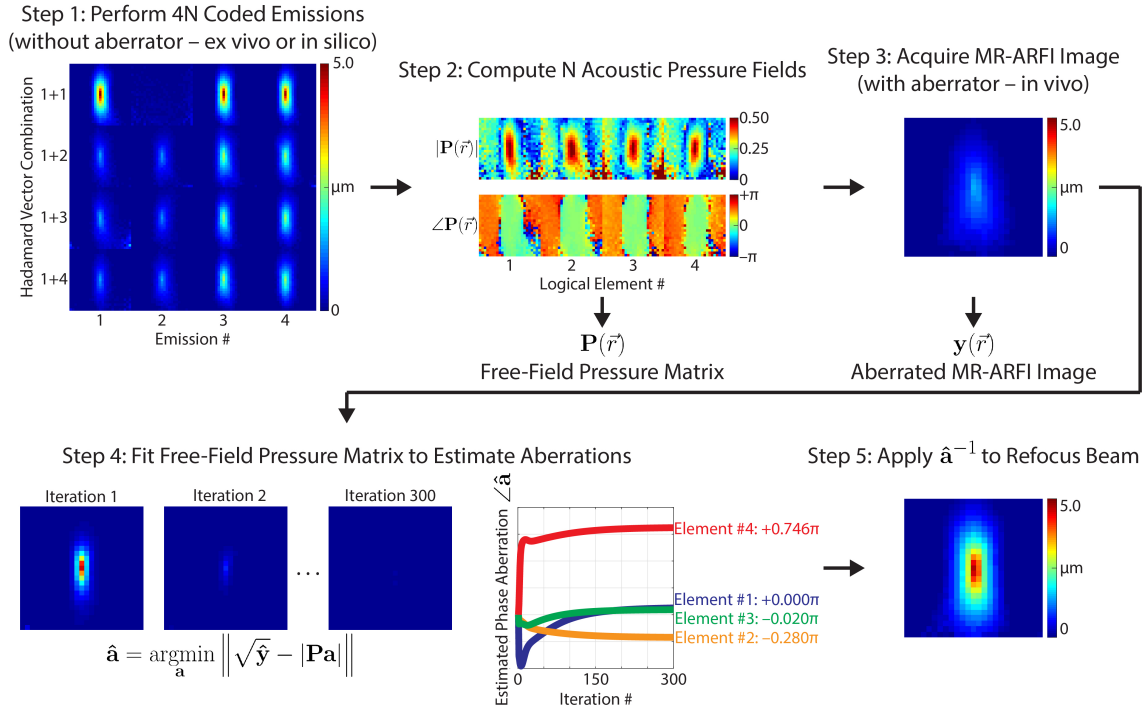 Step 1: Perform 4N Coded Emissions
(without aberrator – ex vivo or in silico)
Hadamard Vector Combination
1+1
1+2
1+3
1+4
5.0
μm
0
1 2 3 4
Emission #
Step 2: Compute N Acoustic Pressure Fields
|P(r⃗)|
0.50
0.25
0
∠P(r⃗)
+π
0
−π
1 2 3 4
Logical Element #
P(r⃗)
Free-Field Pressure Matrix
Step 3: Acquire MR-ARFI Image
(with aberrator – in vivo)
5.0
μm
0
y(r⃗)
Aberrated MR-ARFI Image
Step 4: Fit Free-Field Pressure Matrix to Estimate Aberrations
Iteration 1
Iteration 2
...
Iteration 300
â = argmin_a ‖√ŷ − |Pa|‖
Estimated Phase Aberration ∠â
Element #4: +0.746π
Element #1: +0.000π
Element #3: −0.020π
Element #2: −0.280π
0 150 300
Iteration #
Step 5: Apply â⁻¹ to Refocus Beam
5.0
μm
0